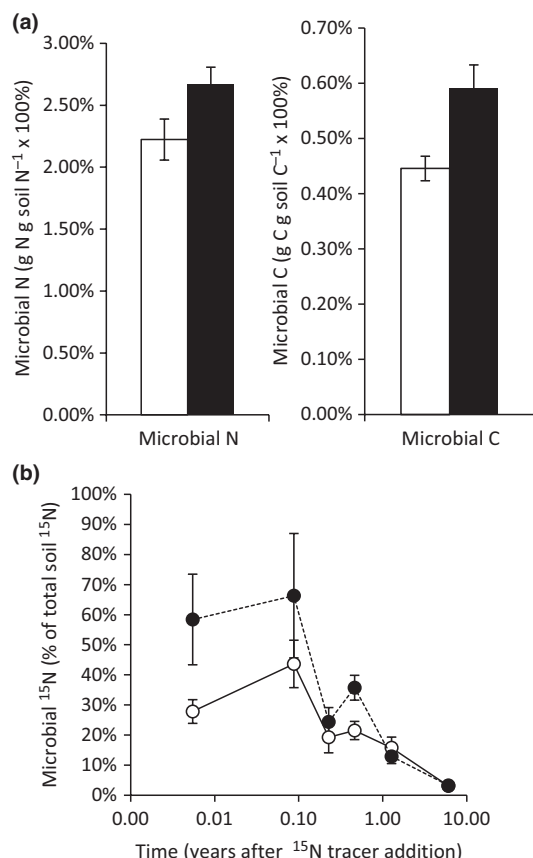 (a)
3.00%
2.50%
2.00%
1.50%
1.00%
0.50%
0.00%
Microbial N (g N g soil N⁻¹ x 100%)
Microbial N
0.70%
0.60%
0.50%
0.40%
0.30%
0.20%
0.10%
0.00%
Microbial C (g C g soil C⁻¹ x 100%)
Microbial C
(b)
100%
90%
80%
70%
60%
50%
40%
30%
20%
10%
0%
Microbial ¹⁵N (% of total soil ¹⁵N)
0.00 0.01 0.10 1.00 10.00
Time (years after ¹⁵N tracer addition)